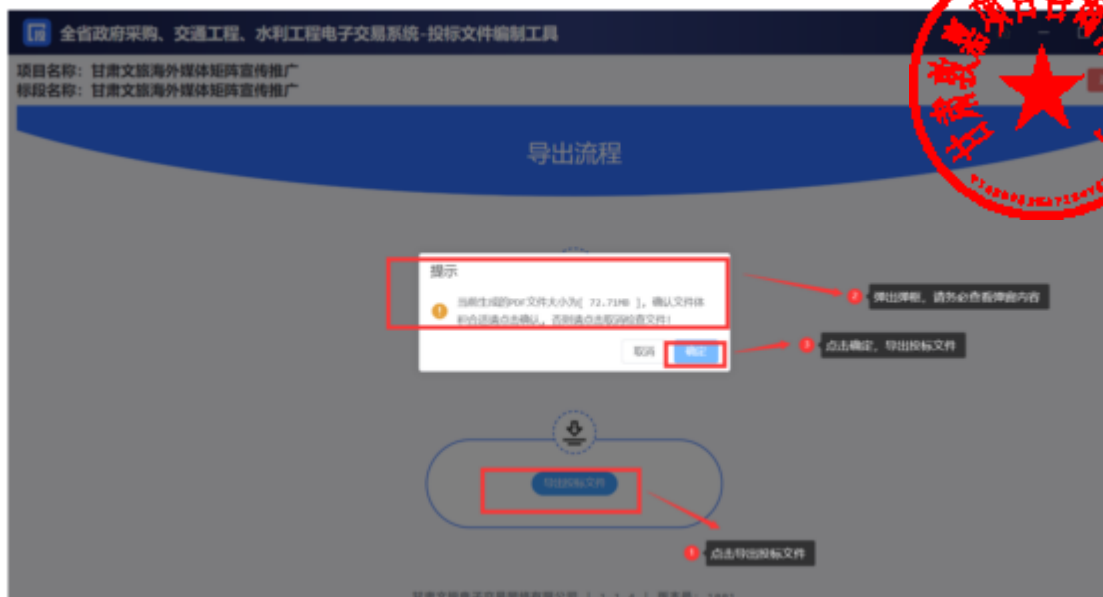 全省政府采购、交通工程、水利工程电子交易系统-投标文件编制工具
项目名称：甘肃文旅海外媒体矩阵宣传推广
标段名称：甘肃文旅海外媒体矩阵宣传推广
导出流程
提示
当前生成的PDF文件大小为[ 72.71MB ]，确认文件体
积合适请点击确认，否则请点击取消检查文件!
取消 确定
2 弹出弹框，请务必查看弹窗内容
3 点击确定，导出投标文件
导出投标文件
1 点击导出投标文件